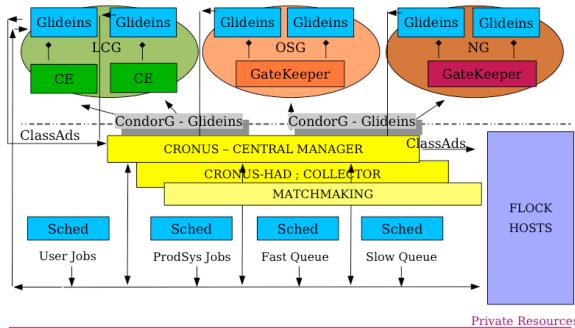 Glideins Glideins Glideins Glideins Glideins Glideins
LCG OSG NG
CE CE GateKeeper GateKeeper
CondorG - Glideins CondorG - Glideins
ClassAds ClassAds
CRONUS – CENTRAL MANAGER
CRONUS-HAD ; COLLECTOR
MATCHMAKING
FLOCK
HOSTS
Sched Sched Sched Sched
User Jobs ProdSys Jobs Fast Queue Slow Queue
Private Resources